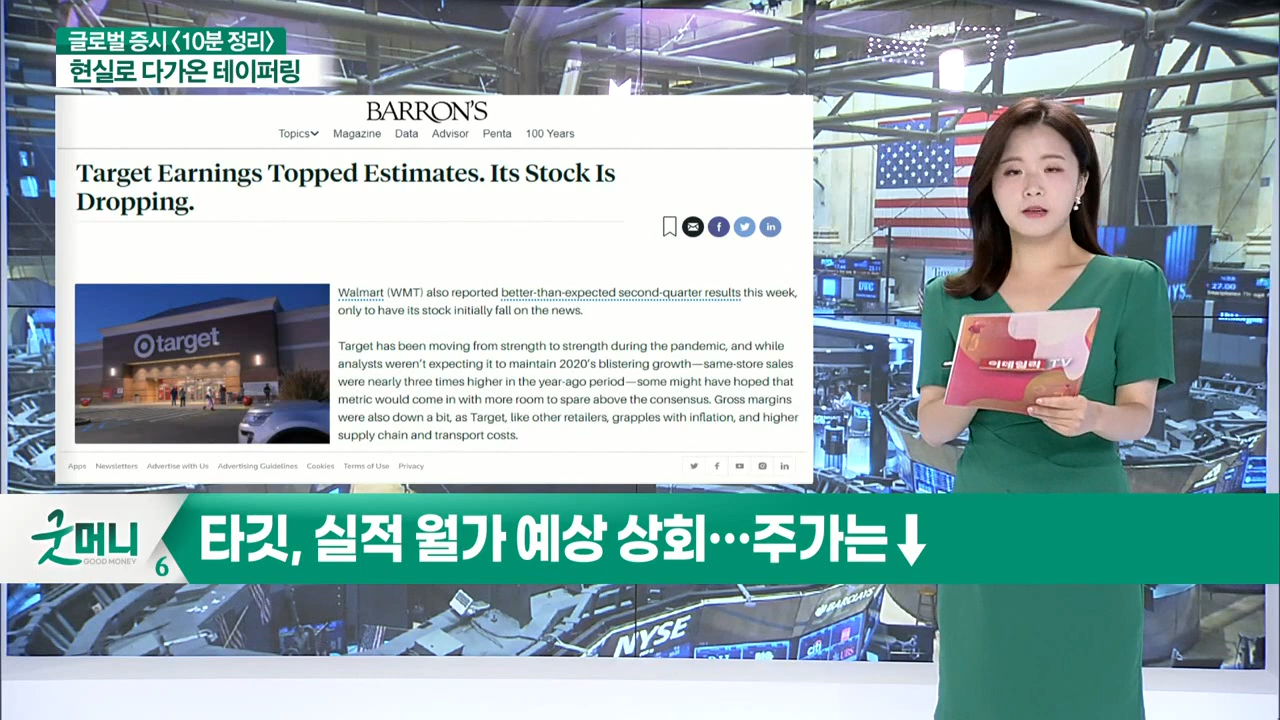 글로벌 증시 <10분 정리>
현실로 다가온 테이퍼링
BARRON'S
Topics Magazine Data Advisor Penta 100 Years
Target Earnings Topped Estimates. Its Stock Is
Dropping.
Walmart (WMT) also reported better-than-expected second-quarter results this week,
only to have its stock initially fall on the news.
Target has been moving from strength to strength during the pandemic, and while
analysts weren't expecting it to maintain 2020's blistering growth—same-store sales
were nearly three times higher in the year-ago period—some might have hoped that
metric would come in with more room to spare above the consensus. Gross margins
were also down a bit, as Target, like other retailers, grapples with inflation, and higher
supply chain and transport costs.
target
Apps Newsletters Advertise with Us Advertising Guidelines Cookies Terms of Use Privacy
이데일리 TV
굿머니
GOOD MONEY
6
타깃, 실적 월가 예상 상회…주가는↓
NYSE
BARCLAYS
citi
UBS